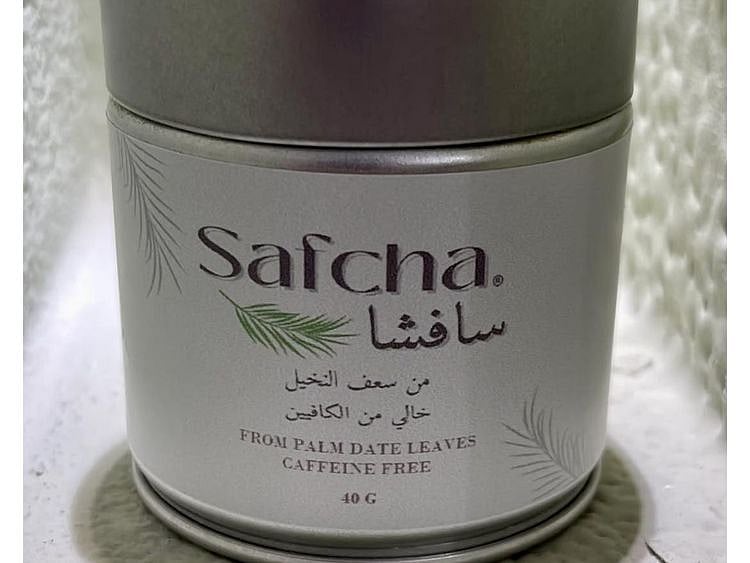 Safcha®
سافشا
من سعف النخيل
خالي من الكافيين
FROM PALM DATE LEAVES
CAFFEINE FREE
40 G